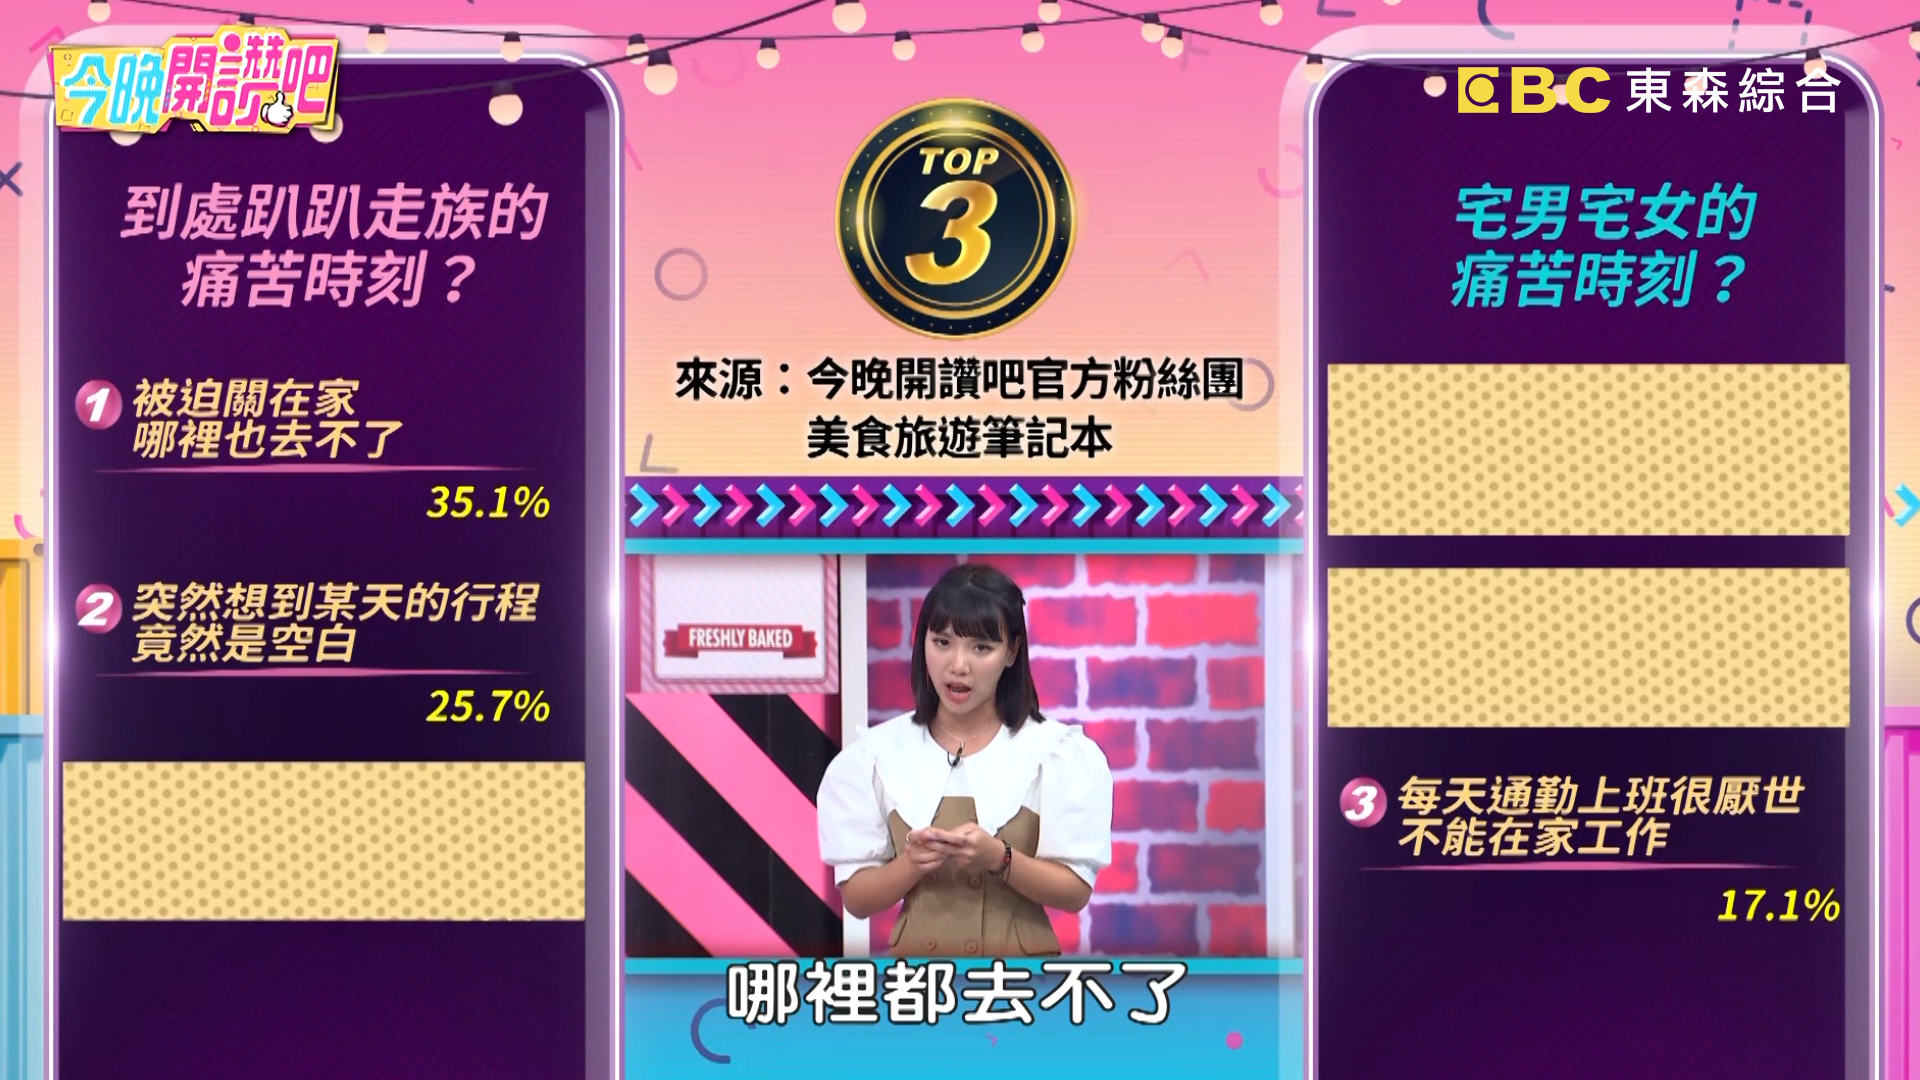 今晚開讚吧
EBC 東森綜合
到處趴趴走族的
痛苦時刻？
1 被迫關在家
哪裡也去不了
35.1%
2 突然想到某天的行程
竟然是空白
25.7%
TOP
3
來源：今晚開讚吧官方粉絲團
美食旅遊筆記本
FRESHLY BAKED
哪裡都去不了
宅男宅女的
痛苦時刻？
3 每天通勤上班很厭世
不能在家工作
17.1%